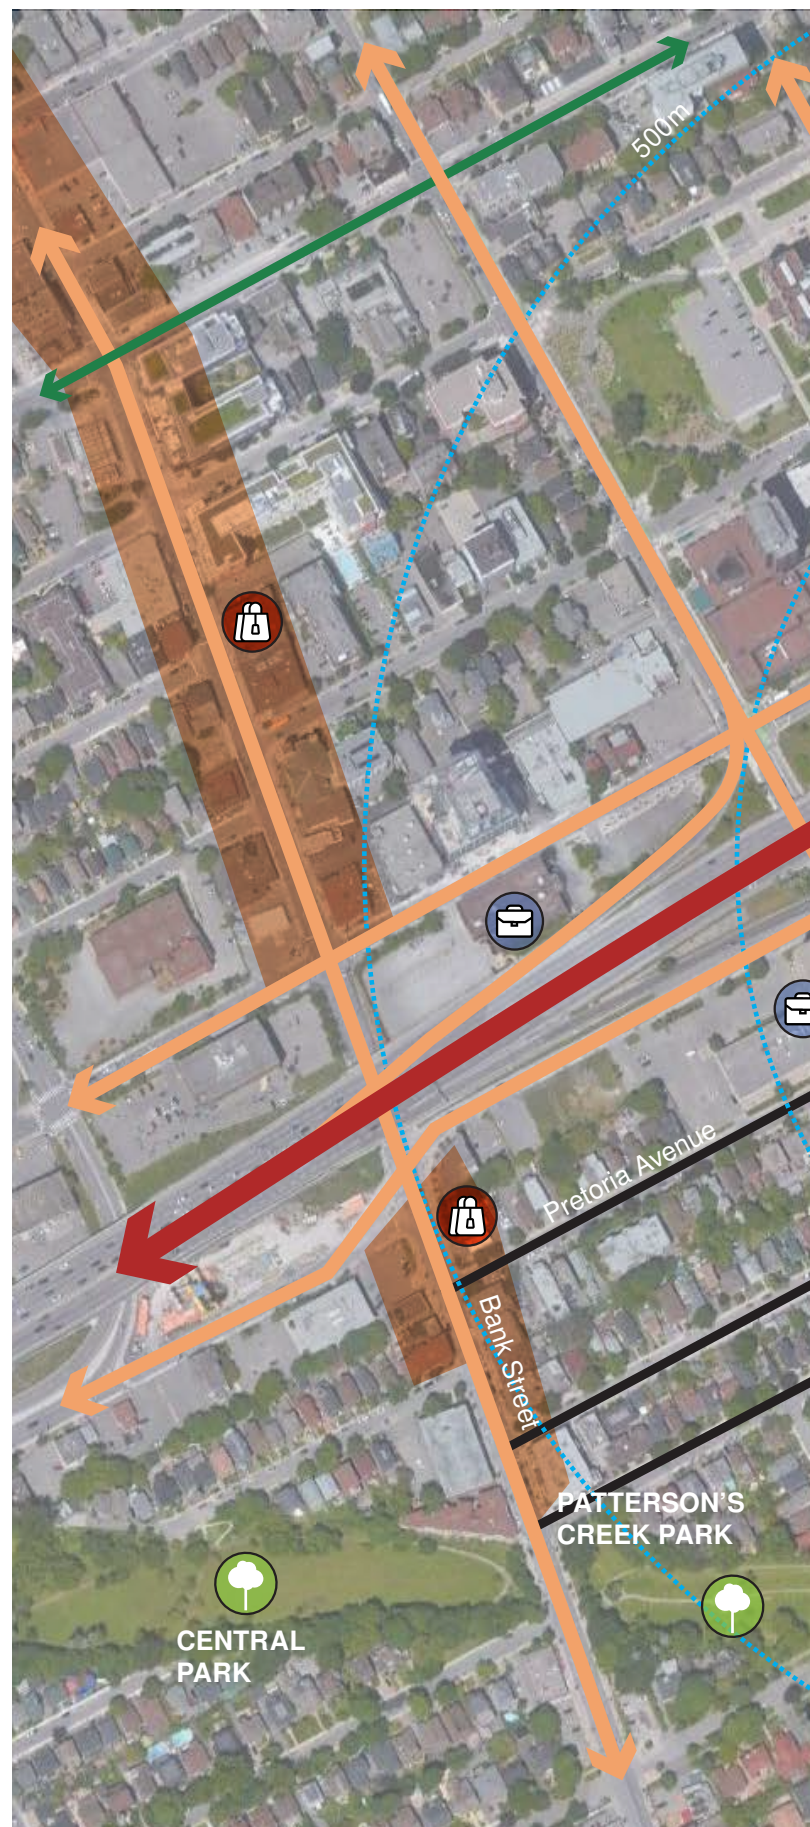 500m
Pretoria Avenue
Bank Street
PATTERSON'S
CREEK PARK
CENTRAL
PARK